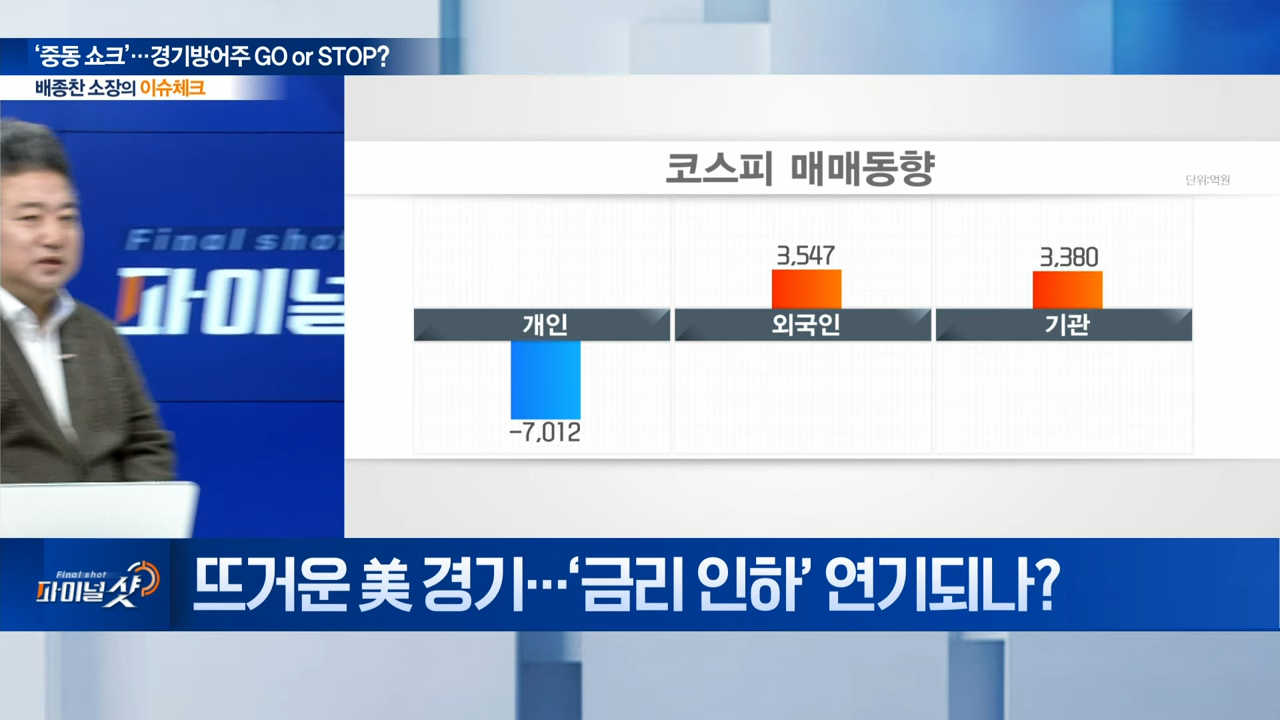 ‘중동 쇼크’…경기방어주 GO or STOP?
배종찬 소장의 이슈체크
Final shot
파이널
코스피 매매동향
단위:억원
3,547
3,380
개인
외국인
기관
-7,012
Final shot
파이널 샷
뜨거운 美 경기…‘금리 인하’ 연기되나?